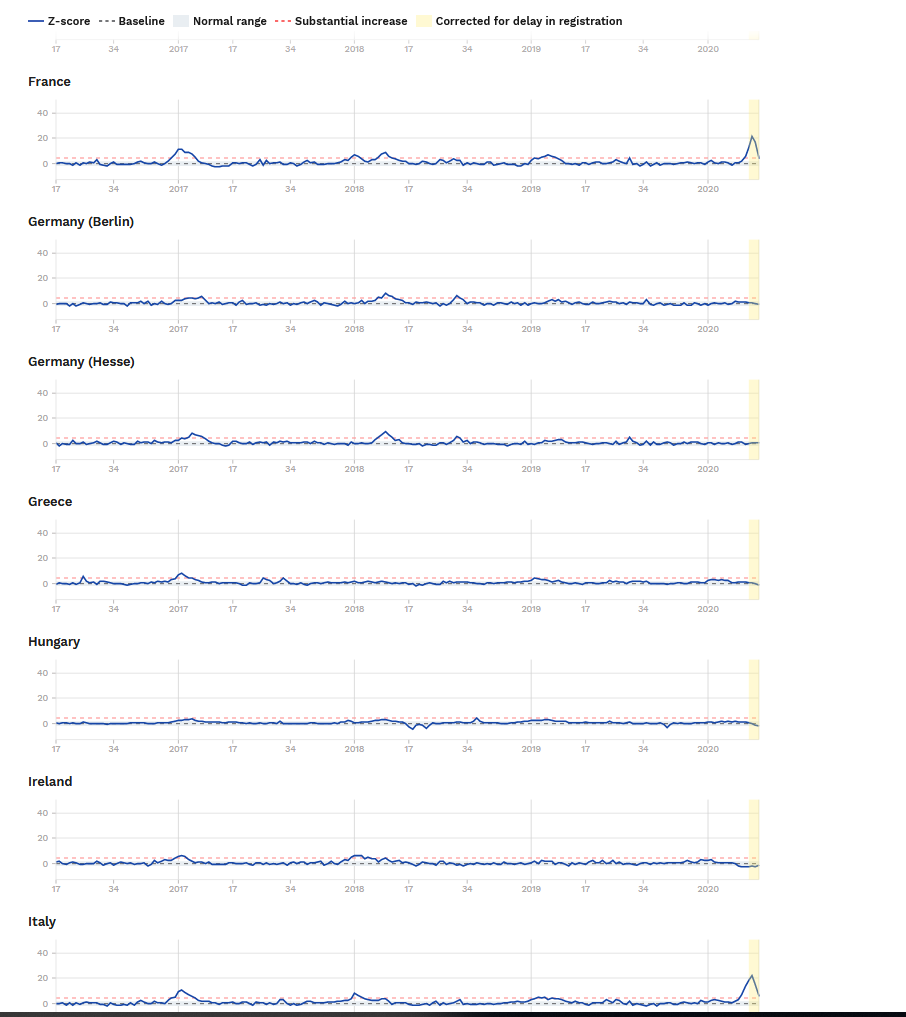 Z-score Baseline Normal range Substantial increase Corrected for delay in registration
17 34 2017 17 34 2018 17 34 2019 17 34 2020
France
40
20
0
17 34 2017 17 34 2018 17 34 2019 17 34 2020
Germany (Berlin)
40
20
0
17 34 2017 17 34 2018 17 34 2019 17 34 2020
Germany (Hesse)
40
20
0
17 34 2017 17 34 2018 17 34 2019 17 34 2020
Greece
40
20
0
17 34 2017 17 34 2018 17 34 2019 17 34 2020
Hungary
40
20
0
17 34 2017 17 34 2018 17 34 2019 17 34 2020
Ireland
40
20
0
17 34 2017 17 34 2018 17 34 2019 17 34 2020
Italy
40
20
0